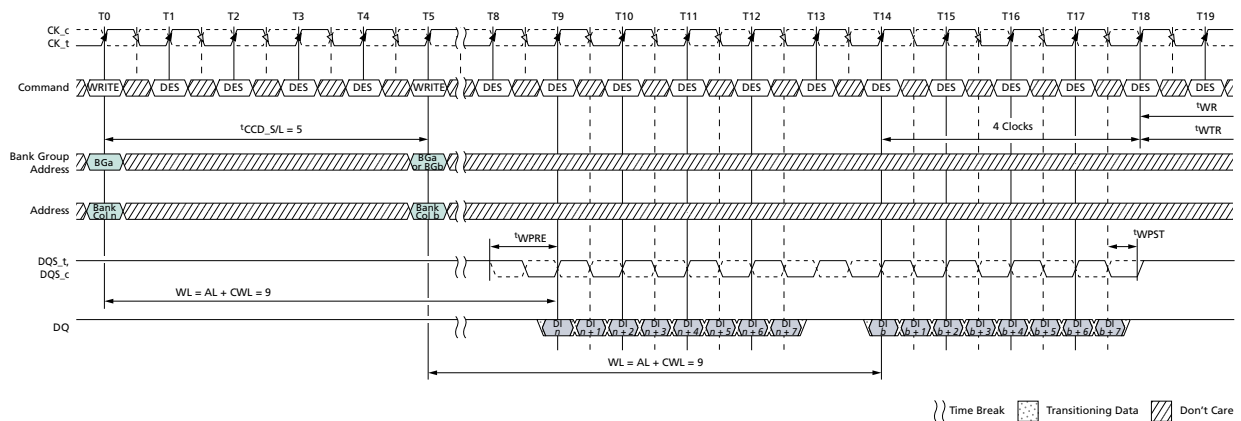 T0 T1 T2 T3 T4 T5 T8 T9 T10 T11 T12 T13 T14 T15 T16 T17 T18 T19
CK_c
CK_t
Command WRITE DES DES DES DES WRITE DES DES DES DES DES DES DES DES DES DES DES DES
tWR
tCCD_S/L = 5
4 Clocks
tWTR
Bank Group
Address
BGa
BGa
or BGb
Address
Bank
Col n
Bank
Col b
tWPRE
tWPST
DQS_t,
DQS_c
WL = AL + CWL = 9
DQ
DI
n
DI
n + 1
DI
n + 2
DI
n + 3
DI
n + 4
DI
n + 5
DI
n + 6
DI
n + 7
DI
b
DI
b + 1
DI
b + 2
DI
b + 3
DI
b + 4
DI
b + 5
DI
b + 6
DI
b + 7
WL = AL + CWL = 9
Time Break Transitioning Data Don't Care